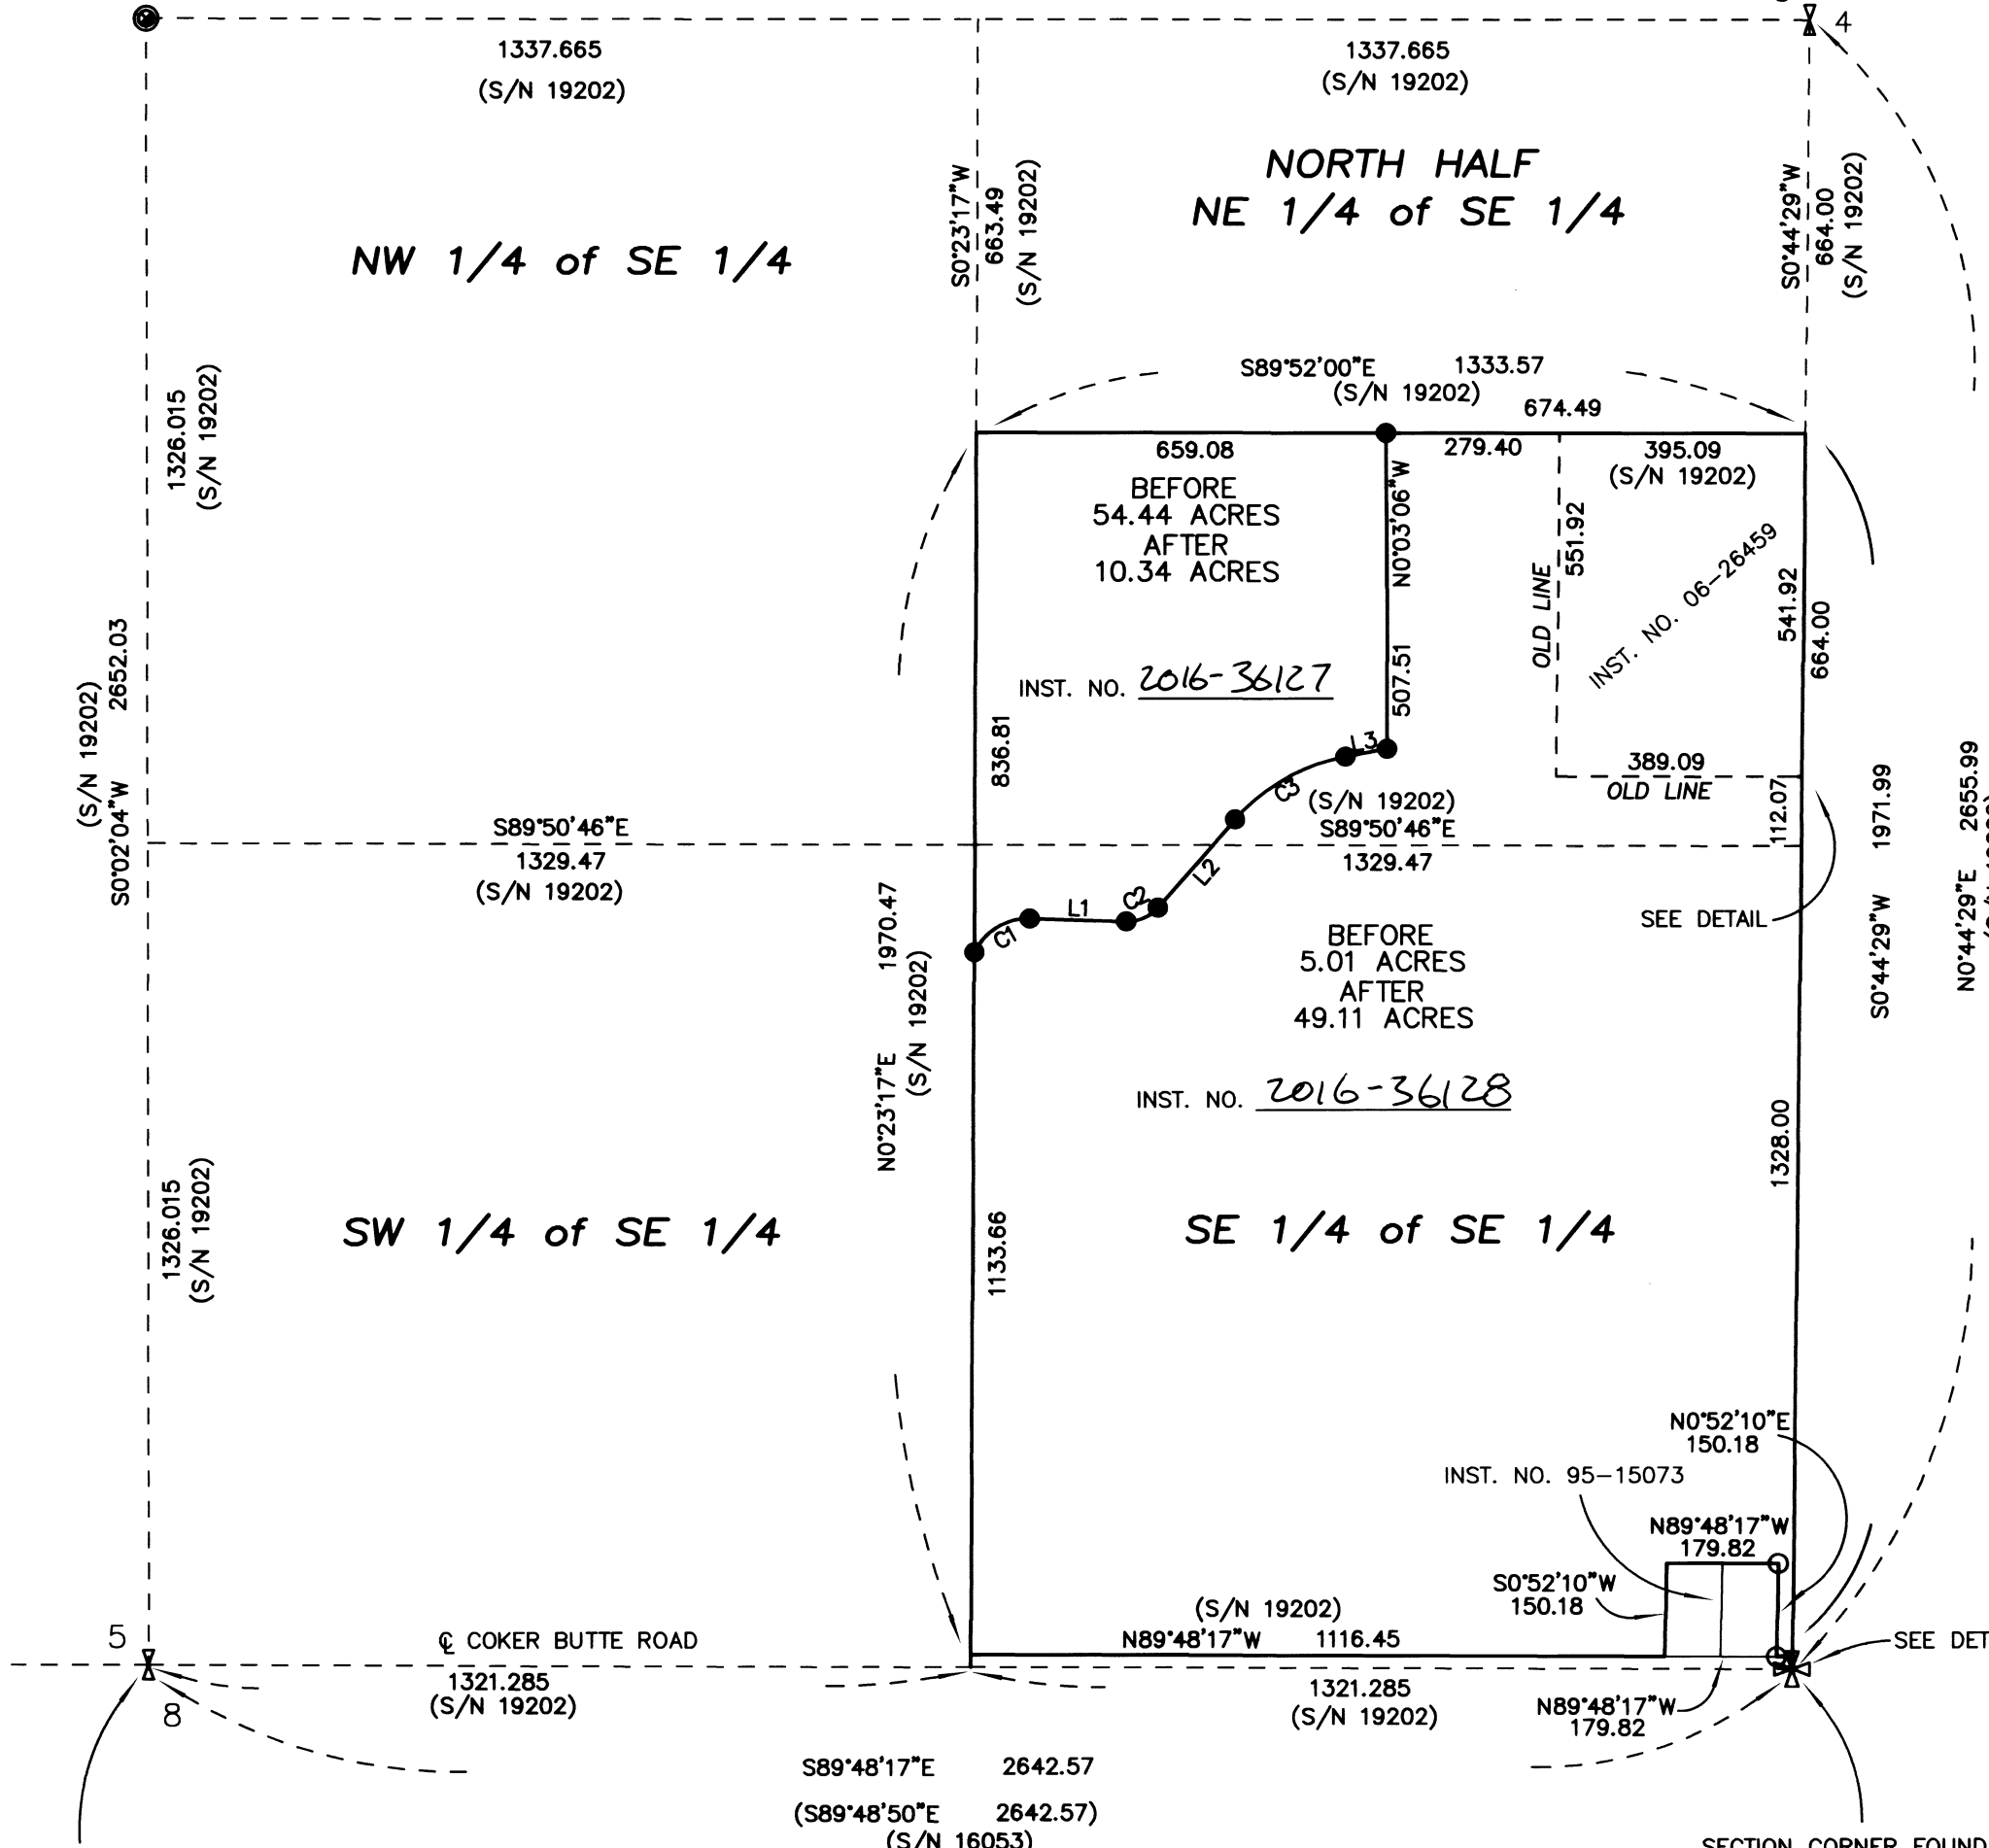 4
1337.665
(S/N 19202)
1337.665
(S/N 19202)
NORTH HALF
NE 1/4 of SE 1/4
NW 1/4 of SE 1/4
S0°23'17"W
663.49
(S/N 19202)
S0°44'29"W
664.00
(S/N 19202)
1326.015
(S/N 19202)
S89°52'00"E 1333.57
(S/N 19202)
674.49
659.08
279.40
395.09
(S/N 19202)
BEFORE
54.44 ACRES
AFTER
10.34 ACRES
N0°03'06"W
507.51
OLD LINE
551.92
INST. NO. 06-26459
541.92
664.00
INST. NO. 2016-36127
(S/N 19202)
S0°02'04"W 2652.03
836.81
L3
C3
389.09
OLD LINE
112.07
(S/N 19202)
S89°50'46"E
1329.47
S89°50'46"E
1329.47
(S/N 19202)
S0°44'29"W 1971.99
N0°44'29"E 2655.99
L2
C2
L1
C1
SEE DETAIL
N0°23'17"E 1970.47
(S/N 19202)
BEFORE
5.01 ACRES
AFTER
49.11 ACRES
INST. NO. 2016-36128
1328.00
1326.015
(S/N 19202)
SW 1/4 of SE 1/4
1133.66
SE 1/4 of SE 1/4
N0°52'10"E
150.18
INST. NO. 95-15073
N89°48'17"W
179.82
S0°52'10"W
150.18
(S/N 19202)
N89°48'17"W 1116.45
5
℄ COKER BUTTE ROAD
SEE DET
1321.285
(S/N 19202)
1321.285
(S/N 19202)
8
N89°48'17"W
179.82
S89°48'17"E 2642.57
(S89°48'50"E 2642.57)
(S/N 16053)
SECTION CORNER FOUND